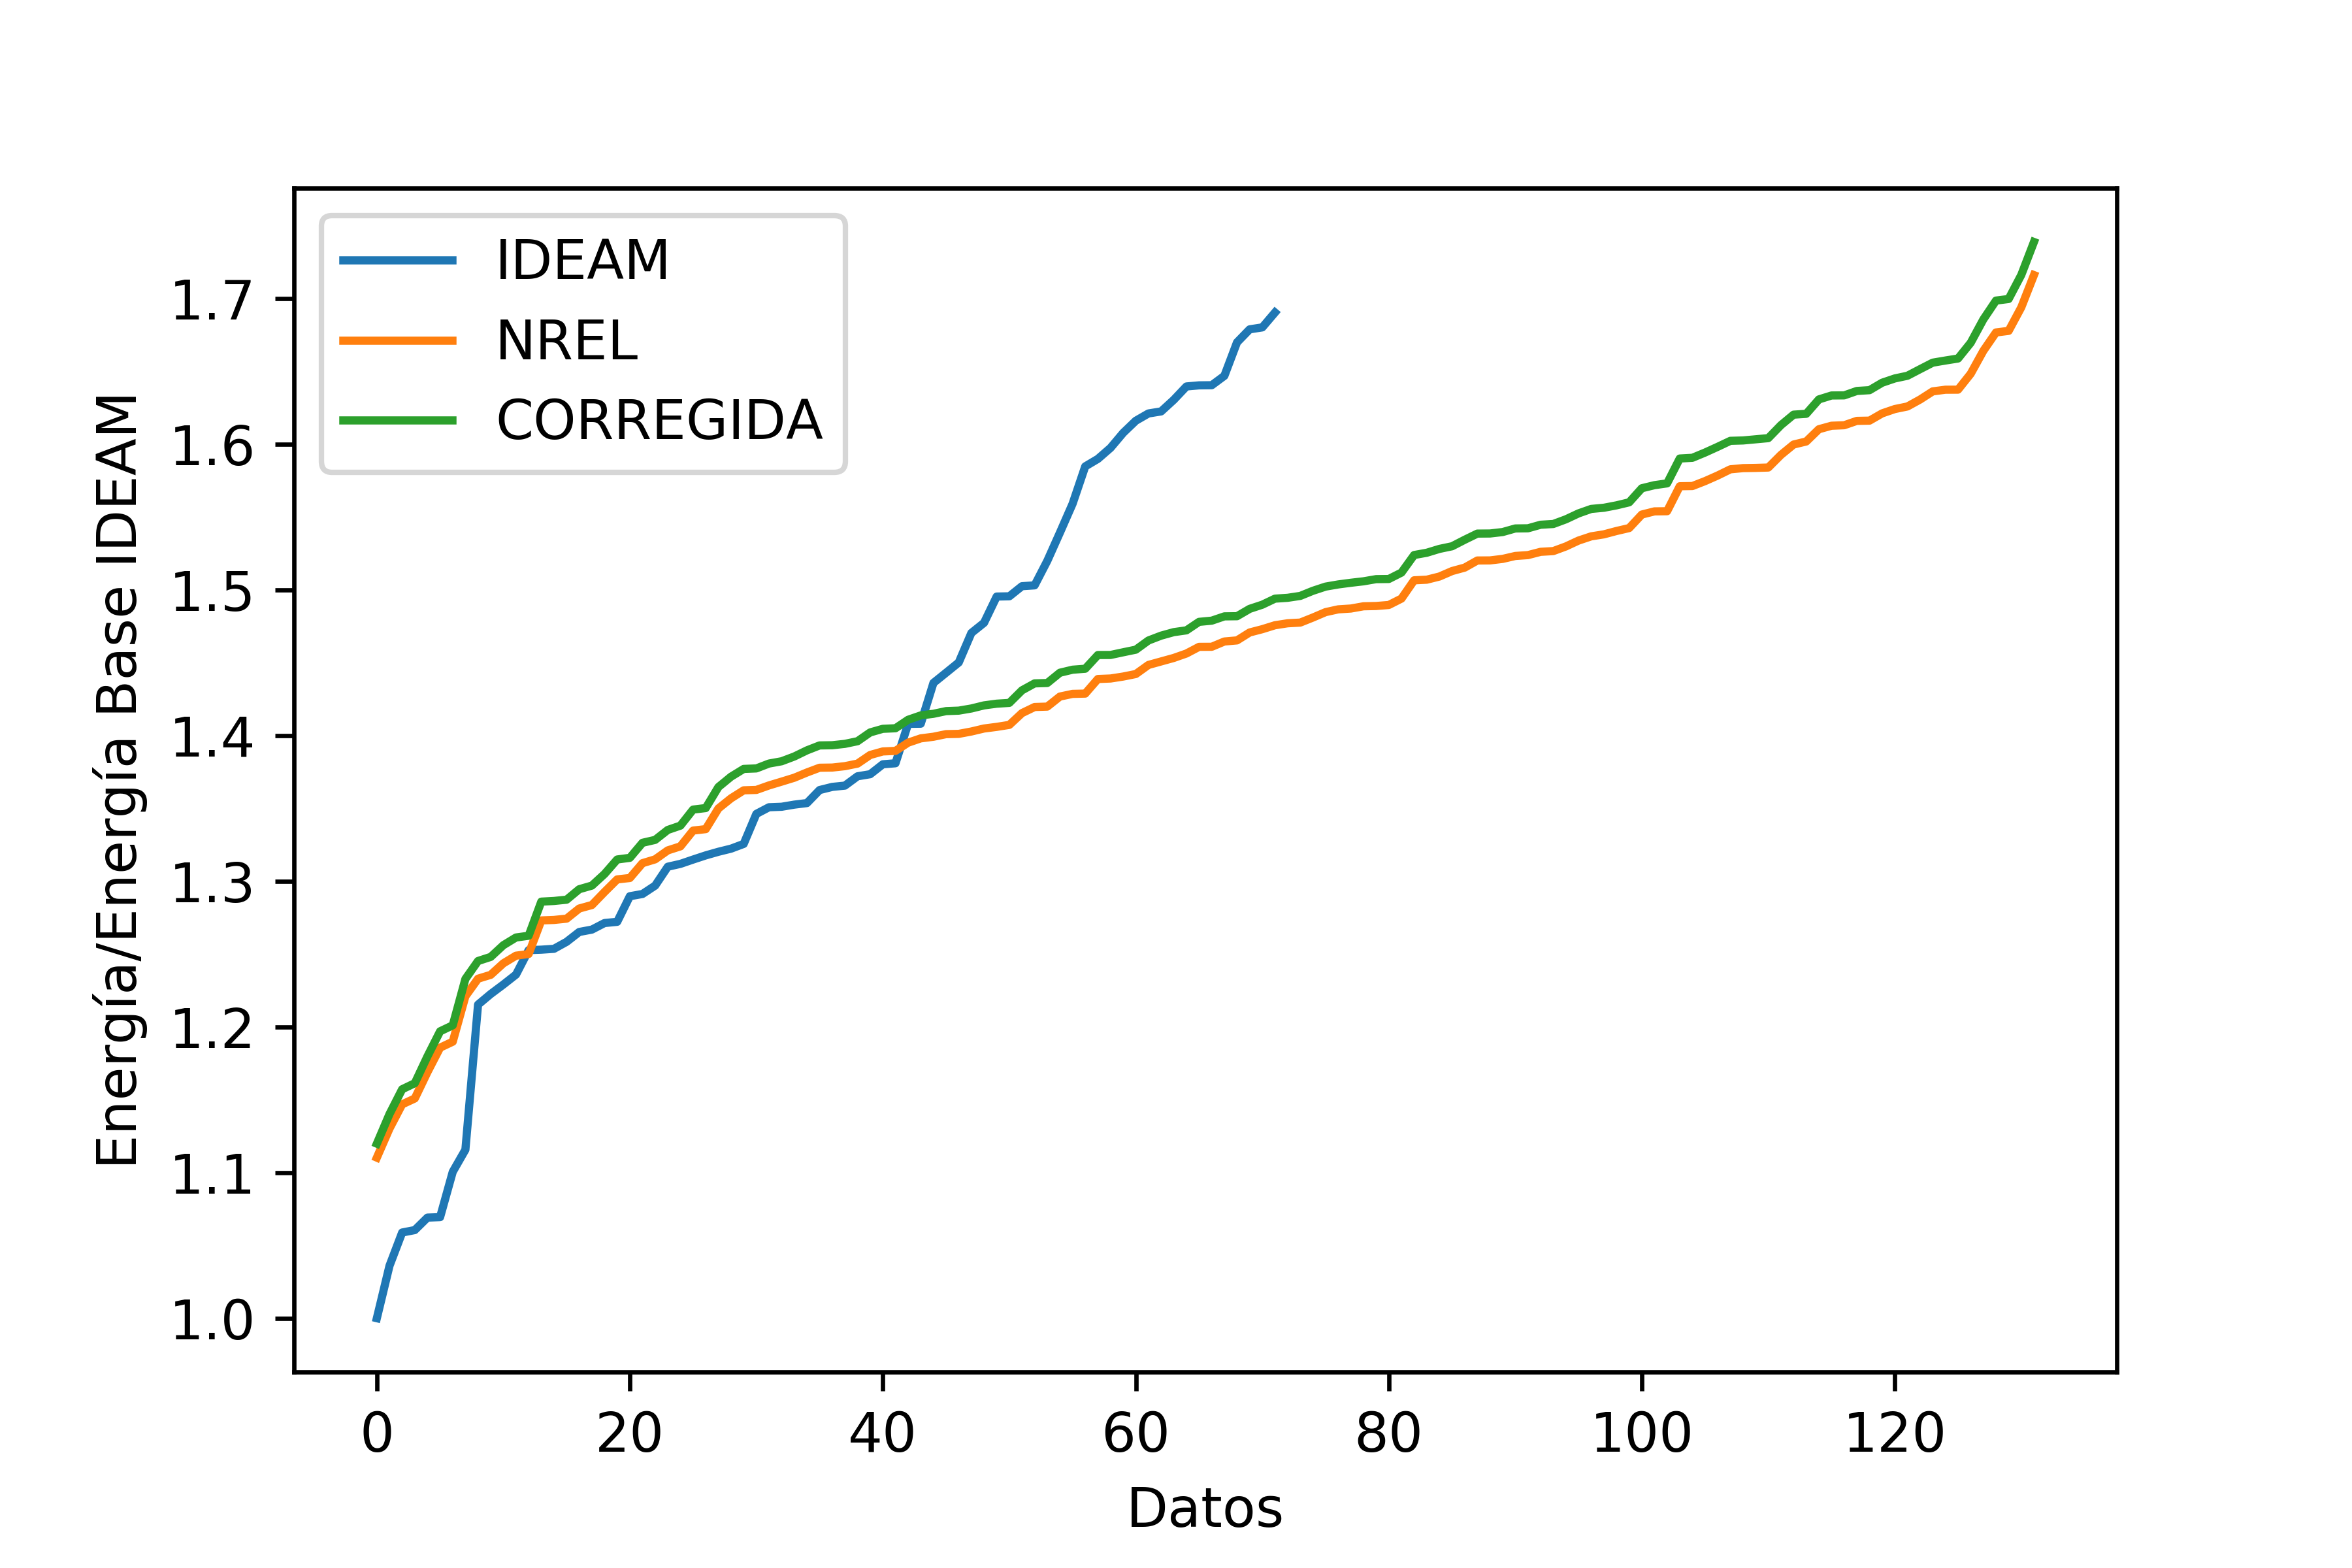 IDEAM
NREL
CORREGIDA
Energía/Energía Base IDEAM
1.7
1.6
1.5
1.4
1.3
1.2
1.1
1.0
0 20 40 60 80 100 120
Datos